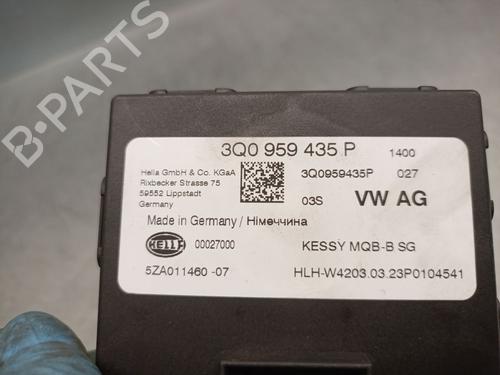 B-PARTS
3Q0 959 435 P
1400
Hella GmbH & Co. KGaA
Rixbecker Strasse 75
59552 Lippstadt
Germany
3Q0959435P
027
03S
VW AG
Made in Germany / Німеччина
HELLA
00027000
KESSY MQB-B SG
5ZA011460 -07
HLH-W4203.03.23P0104541